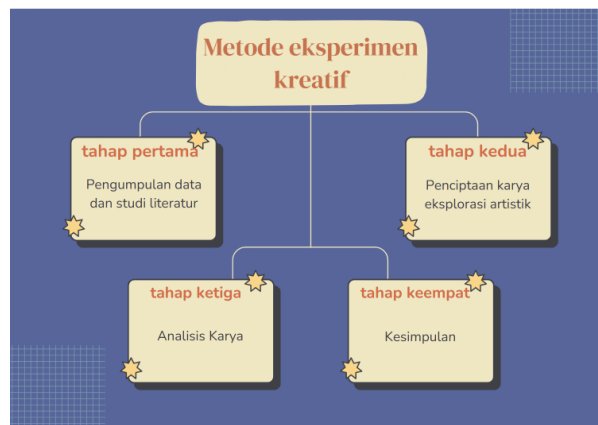 Metode eksperimen
kreatif
tahap pertama
Pengumpulan data
dan studi literatur
tahap kedua
Penciptaan karya
eksplorasi artistik
tahap ketiga
Analisis Karya
tahap keempat
Kesimpulan